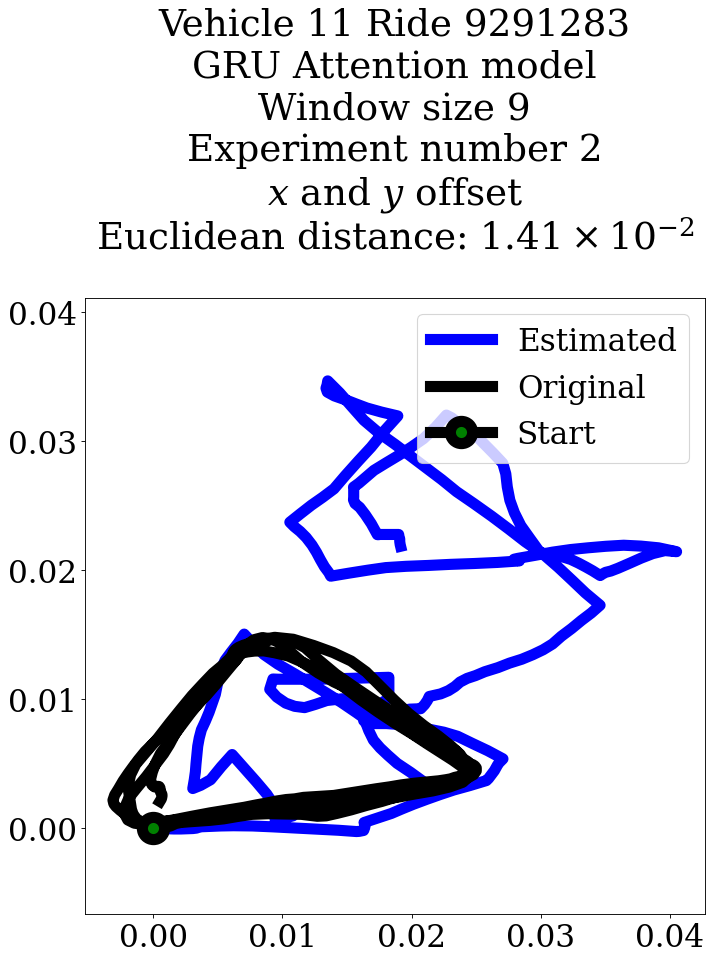 Vehicle 11 Ride 9291283
GRU Attention model
Window size 9
Experiment number 2
x and y offset
Euclidean distance: 1.41 × 10⁻²
Estimated
Original
Start
0.04
0.03
0.02
0.01
0.00
0.00 0.01 0.02 0.03 0.04